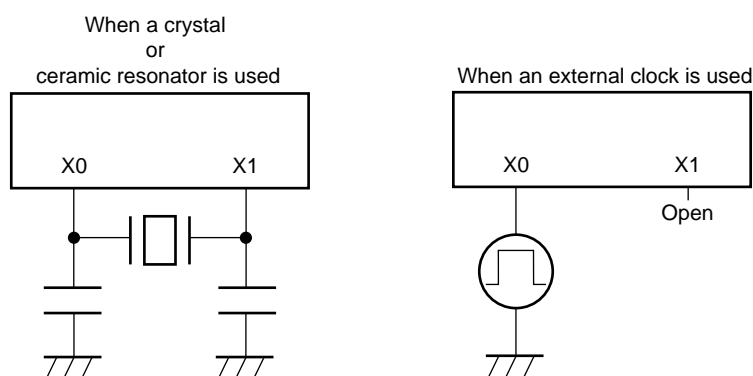 When a crystal
or
ceramic resonator is used
X0
X1
When an external clock is used
X0
X1
Open